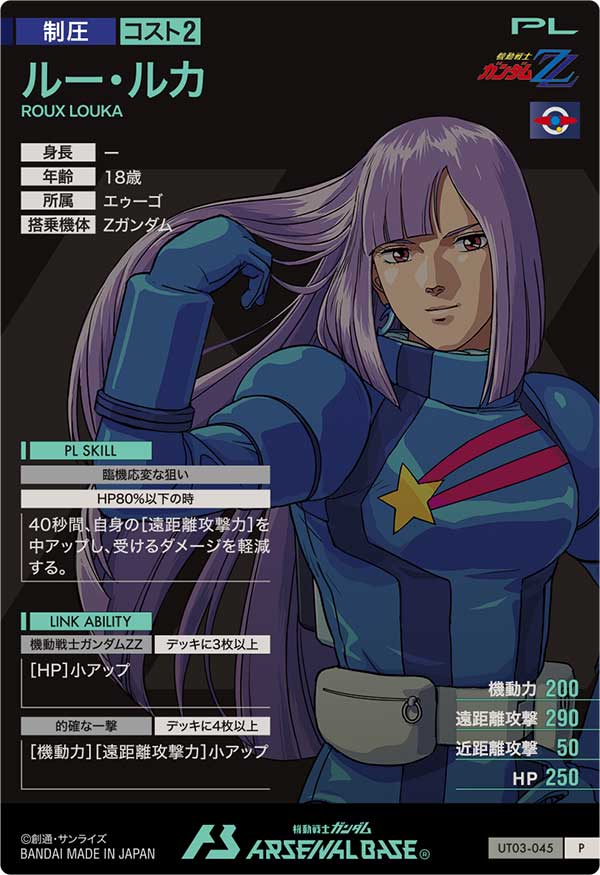 制圧 コスト2
PL
ルー・ルカ
ROUX LOUKA
機動戦士
ガンダムZZ
身長 ー
年齢 18歳
所属 エゥーゴ
搭乗機体 Zガンダム
PL SKILL
臨機応変な狙い
HP80%以下の時
40秒間、自身の[遠距離攻撃力]を
中アップし、受けるダメージを軽減
する。
LINK ABILITY
機動戦士ガンダムZZ デッキに3枚以上
[HP]小アップ
的確な一撃 デッキに4枚以上
[機動力][遠距離攻撃力]小アップ
機動力 200
遠距離攻撃 290
近距離攻撃 50
HP 250
©創通・サンライズ
BANDAI MADE IN JAPAN
機動戦士ガンダム
ARSENAL BASE®
UT03-045 P